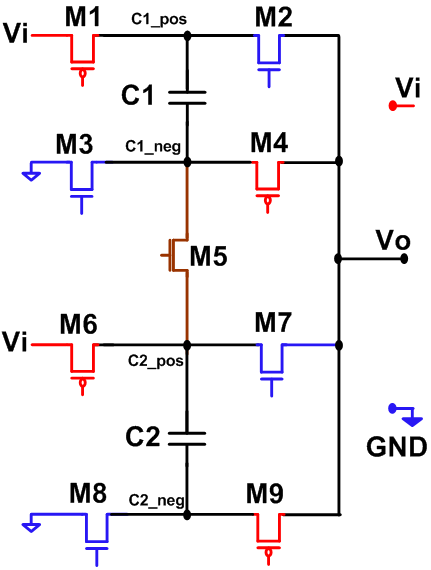 M1 C1_pos M2
Vi
C1
Vi
M3 C1_neg M4
Vo
M5
M6 M7
Vi
C2_pos
C2
GND
M8 C2_neg M9